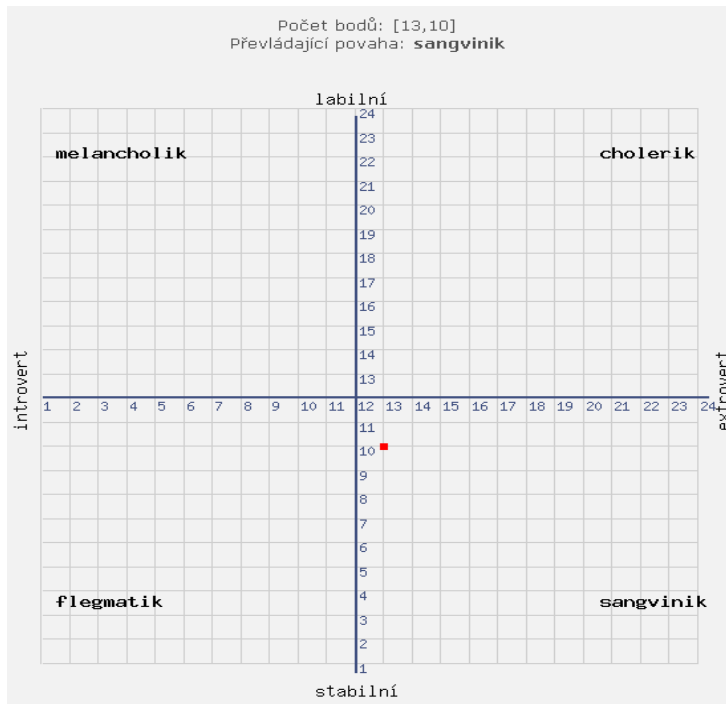 Počet bodů: [13,10]
Převládající povaha: sangvinik
labilní
24
23
melancholik
cholerik
22
21
20
19
18
17
16
15
14
13
introvert
extrovert
1 2 3 4 5 6 7 8 9 10 11 12 13 14 15 16 17 18 19 20 21 22 23 24
11
10
9
8
7
6
5
flegmatik
4
sangvinik
3
2
1
stabilní